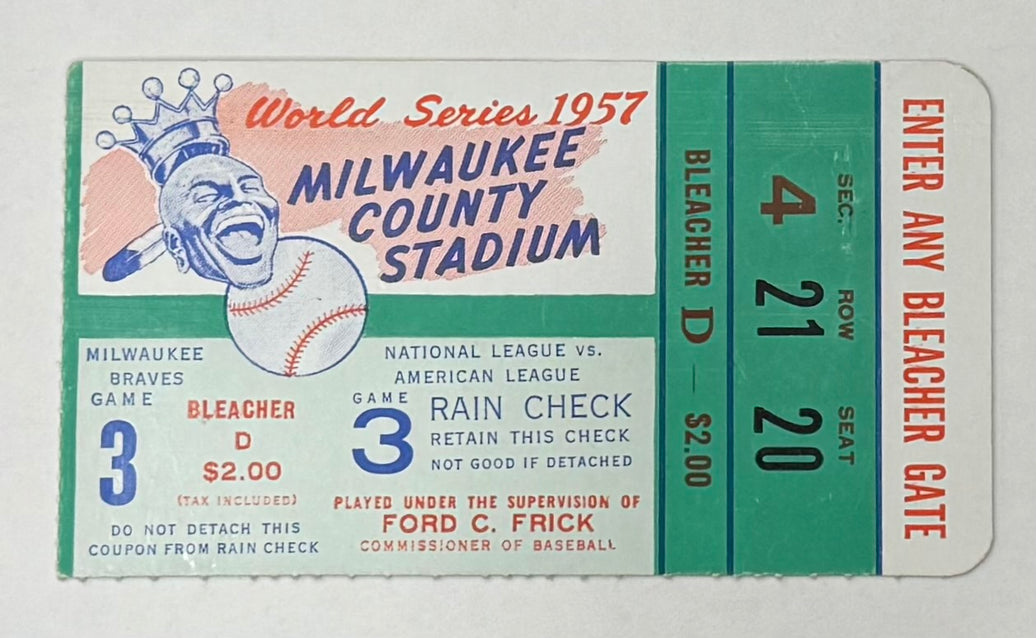 World Series 1957
MILWAUKEE
COUNTY
STADIUM
MILWAUKEE
BRAVES
GAME
3
BLEACHER
D
$2.00
(TAX INCLUDED)
DO NOT DETACH THIS
COUPON FROM RAIN CHECK
NATIONAL LEAGUE VS.
AMERICAN LEAGUE
GAME
3
RAIN CHECK
RETAIN THIS CHECK
NOT GOOD IF DETACHED
PLAYED UNDER THE SUPERVISION OF
FORD C. FRICK
COMMISSIONER OF BASEBALL
BLEACHER D — $2.00
SEC. ROW SEAT
4 21 20
ENTER ANY BLEACHER GATE